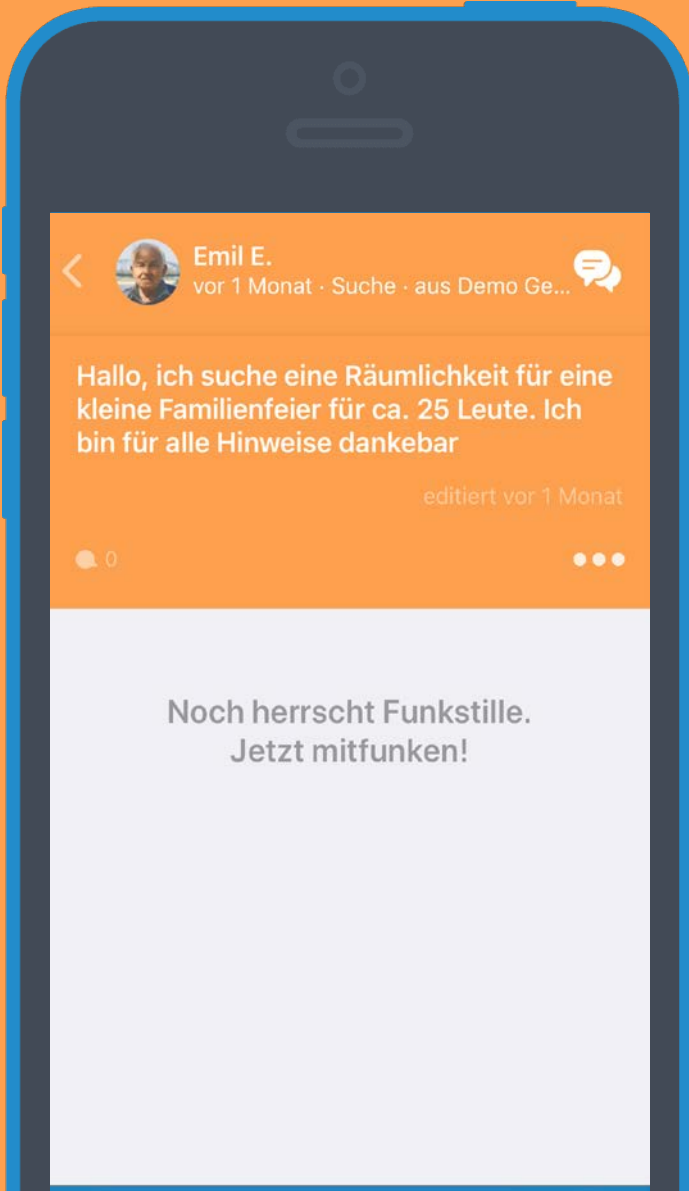 Emil E.
vor 1 Monat · Suche · aus Demo Ge...
Hallo, ich suche eine Räumlichkeit für eine
kleine Familienfeier für ca. 25 Leute. Ich
bin für alle Hinweise dankebar
editiert vor 1 Monat
0
Noch herrscht Funkstille.
Jetzt mitfunken!